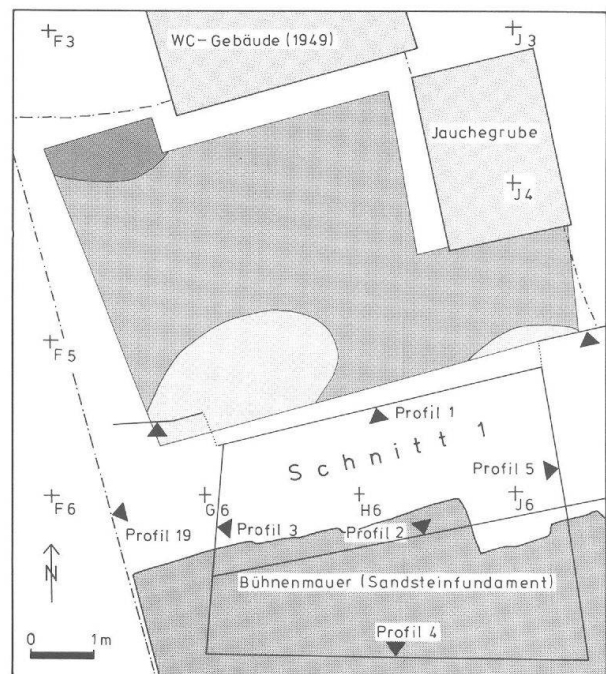 F3
J3
WC-Gebäude (1949)
Jauchegrube
J4
F5
Profil 1
Schnitt 1
Profil 5
F6
G6
H6
J6
Profil 19
Profil 3
Profil 2
N
Bühnenmauer (Sandsteinfundament)
Profil 4
0 1m